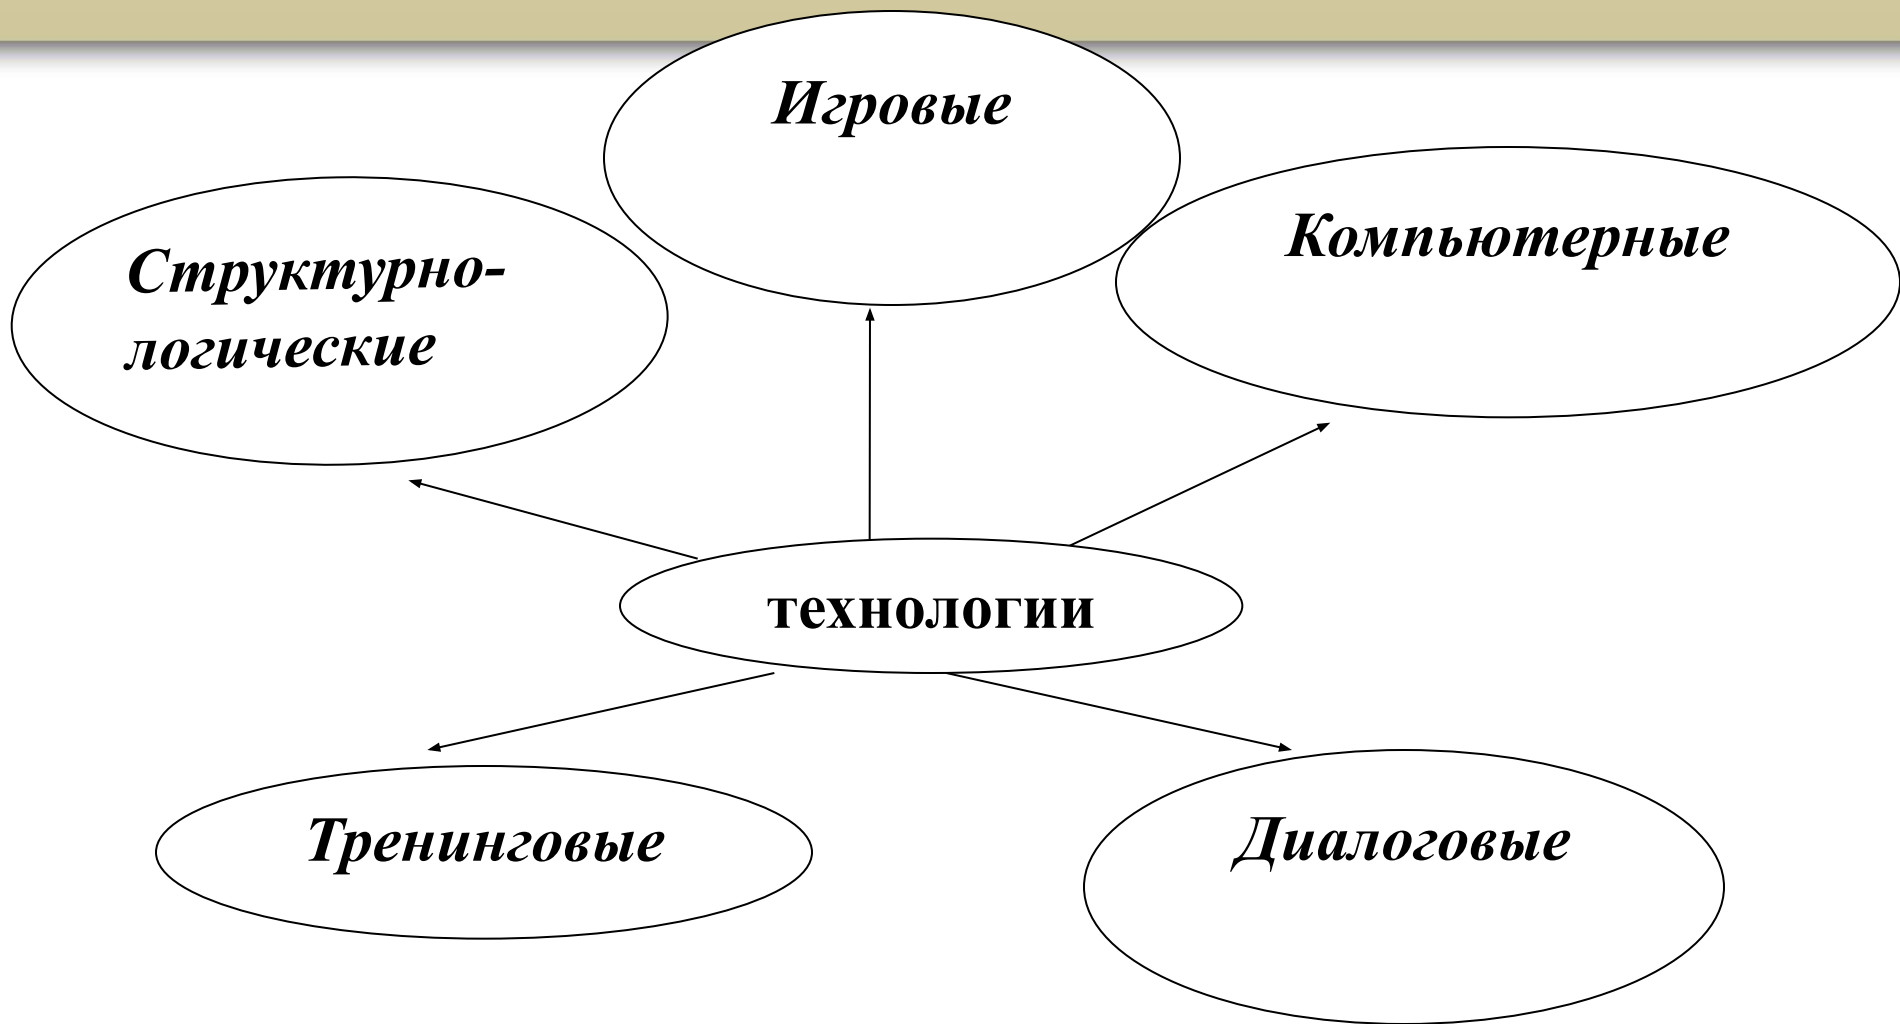 Игровые
Компьютерные
Структурно-
логические
технологии
Тренинговые
Диалоговые